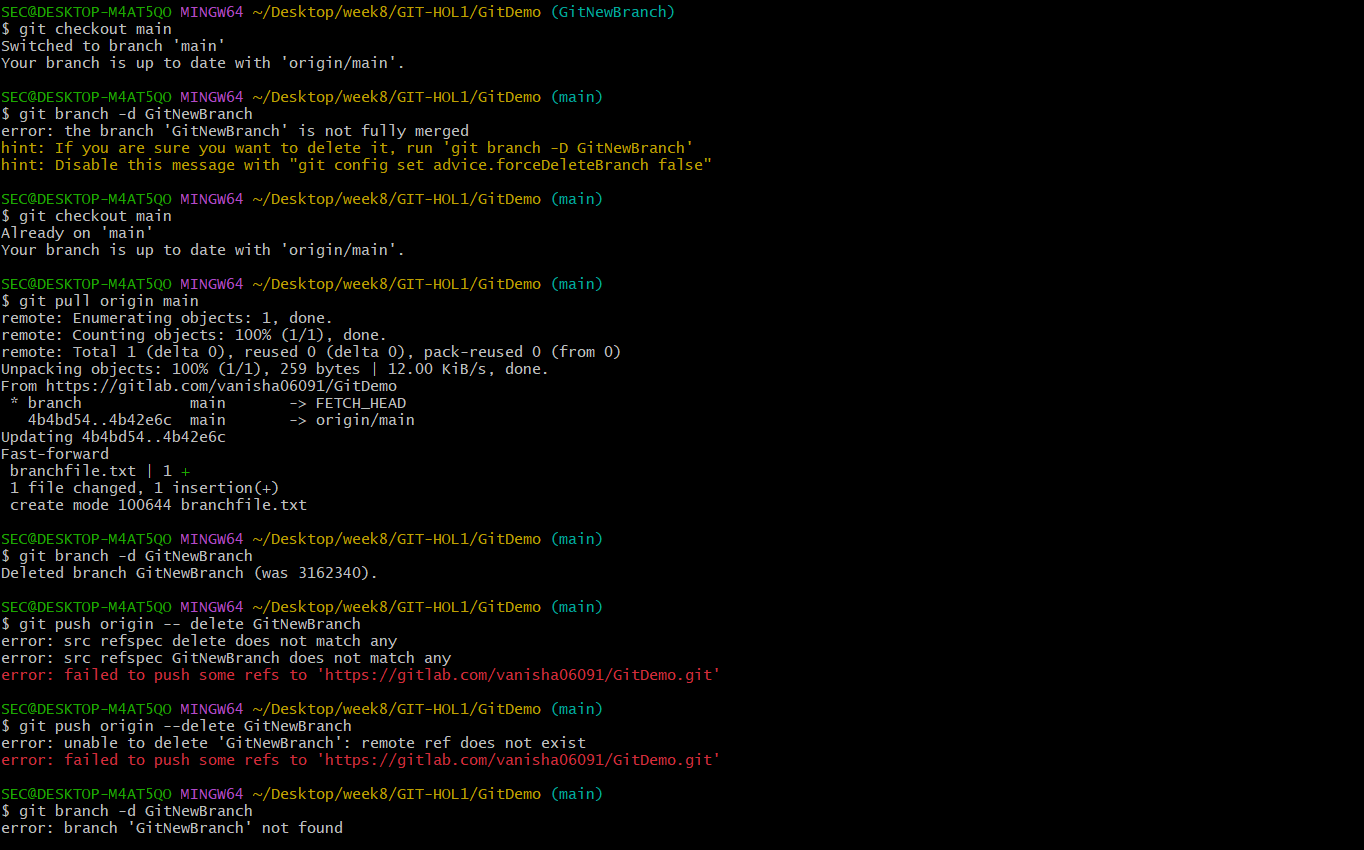 SEC@DESKTOP-M4AT5QO MINGW64 ~/Desktop/week8/GIT-HOL1/GitDemo (GitNewBranch)
$ git checkout main
Switched to branch 'main'
Your branch is up to date with 'origin/main'.
SEC@DESKTOP-M4AT5QO MINGW64 ~/Desktop/week8/GIT-HOL1/GitDemo (main)
$ git branch -d GitNewBranch
error: the branch 'GitNewBranch' is not fully merged
hint: If you are sure you want to delete it, run 'git branch -D GitNewBranch'
hint: Disable this message with "git config set advice.forceDeleteBranch false"
SEC@DESKTOP-M4AT5QO MINGW64 ~/Desktop/week8/GIT-HOL1/GitDemo (main)
$ git checkout main
Already on 'main'
Your branch is up to date with 'origin/main'.
SEC@DESKTOP-M4AT5QO MINGW64 ~/Desktop/week8/GIT-HOL1/GitDemo (main)
$ git pull origin main
remote: Enumerating objects: 1, done.
remote: Counting objects: 100% (1/1), done.
remote: Total 1 (delta 0), reused 0 (delta 0), pack-reused 0 (from 0)
Unpacking objects: 100% (1/1), 259 bytes | 12.00 KiB/s, done.
From https://gitlab.com/vanisha06091/GitDemo
 * branch            main       -> FETCH_HEAD
   4b4bd54..4b42e6c  main       -> origin/main
Updating 4b4bd54..4b42e6c
Fast-forward
 branchfile.txt | 1 +
 1 file changed, 1 insertion(+)
 create mode 100644 branchfile.txt
SEC@DESKTOP-M4AT5QO MINGW64 ~/Desktop/week8/GIT-HOL1/GitDemo (main)
$ git branch -d GitNewBranch
Deleted branch GitNewBranch (was 3162340).
SEC@DESKTOP-M4AT5QO MINGW64 ~/Desktop/week8/GIT-HOL1/GitDemo (main)
$ git push origin -- delete GitNewBranch
error: src refspec delete does not match any
error: src refspec GitNewBranch does not match any
error: failed to push some refs to 'https://gitlab.com/vanisha06091/GitDemo.git'
SEC@DESKTOP-M4AT5QO MINGW64 ~/Desktop/week8/GIT-HOL1/GitDemo (main)
$ git push origin --delete GitNewBranch
error: unable to delete 'GitNewBranch': remote ref does not exist
error: failed to push some refs to 'https://gitlab.com/vanisha06091/GitDemo.git'
SEC@DESKTOP-M4AT5QO MINGW64 ~/Desktop/week8/GIT-HOL1/GitDemo (main)
$ git branch -d GitNewBranch
error: branch 'GitNewBranch' not found